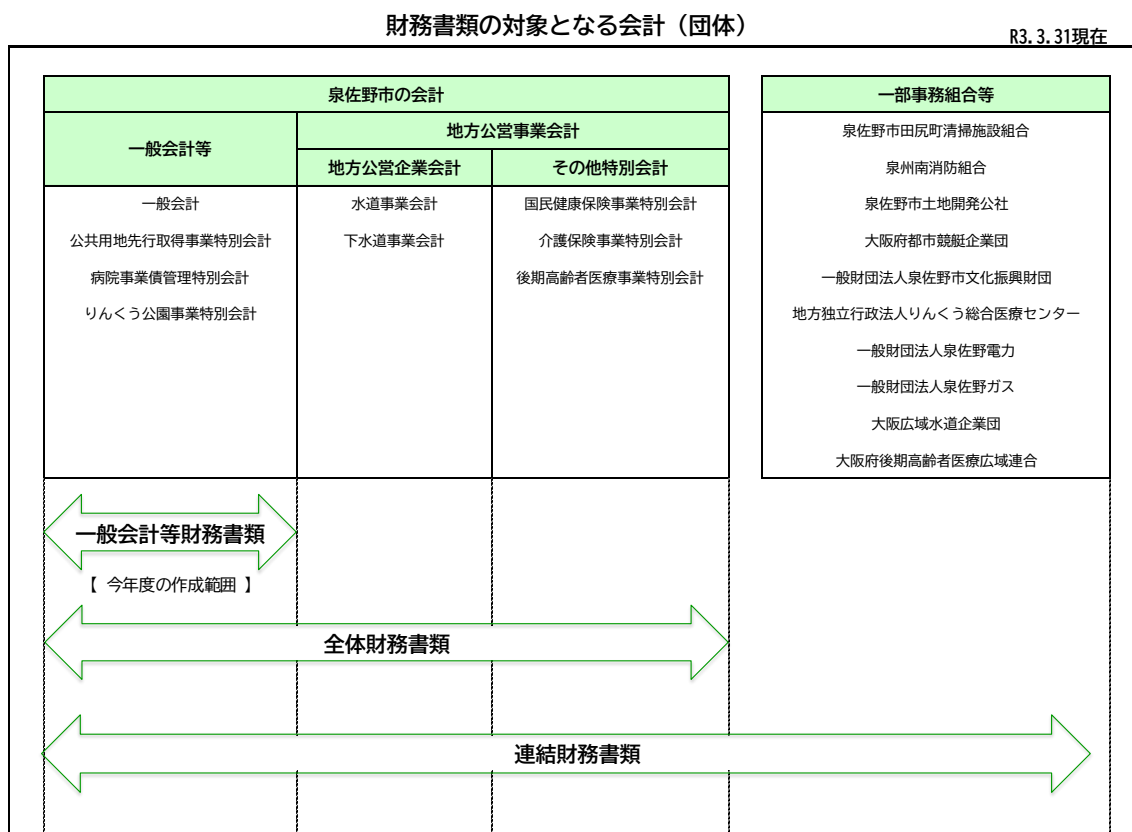 財務書類の対象となる会計（団体）
R3.3.31現在
泉佐野市の会計
一般会計等
地方公営事業会計
地方公営企業会計
その他特別会計
一般会計
公共用地先行取得事業特別会計
病院事業債管理特別会計
りんくう公園事業特別会計
水道事業会計
下水道事業会計
国民健康保険事業特別会計
介護保険事業特別会計
後期高齢者医療事業特別会計
一部事務組合等
泉佐野市田尻町清掃施設組合
泉州南消防組合
泉佐野市土地開発公社
大阪府都市競艇企業団
一般財団法人泉佐野市文化振興財団
地方独立行政法人りんくう総合医療センター
一般財団法人泉佐野電力
一般財団法人泉佐野ガス
大阪広域水道企業団
大阪府後期高齢者医療広域連合
一般会計等財務書類
【 今年度の作成範囲 】
全体財務書類
連結財務書類